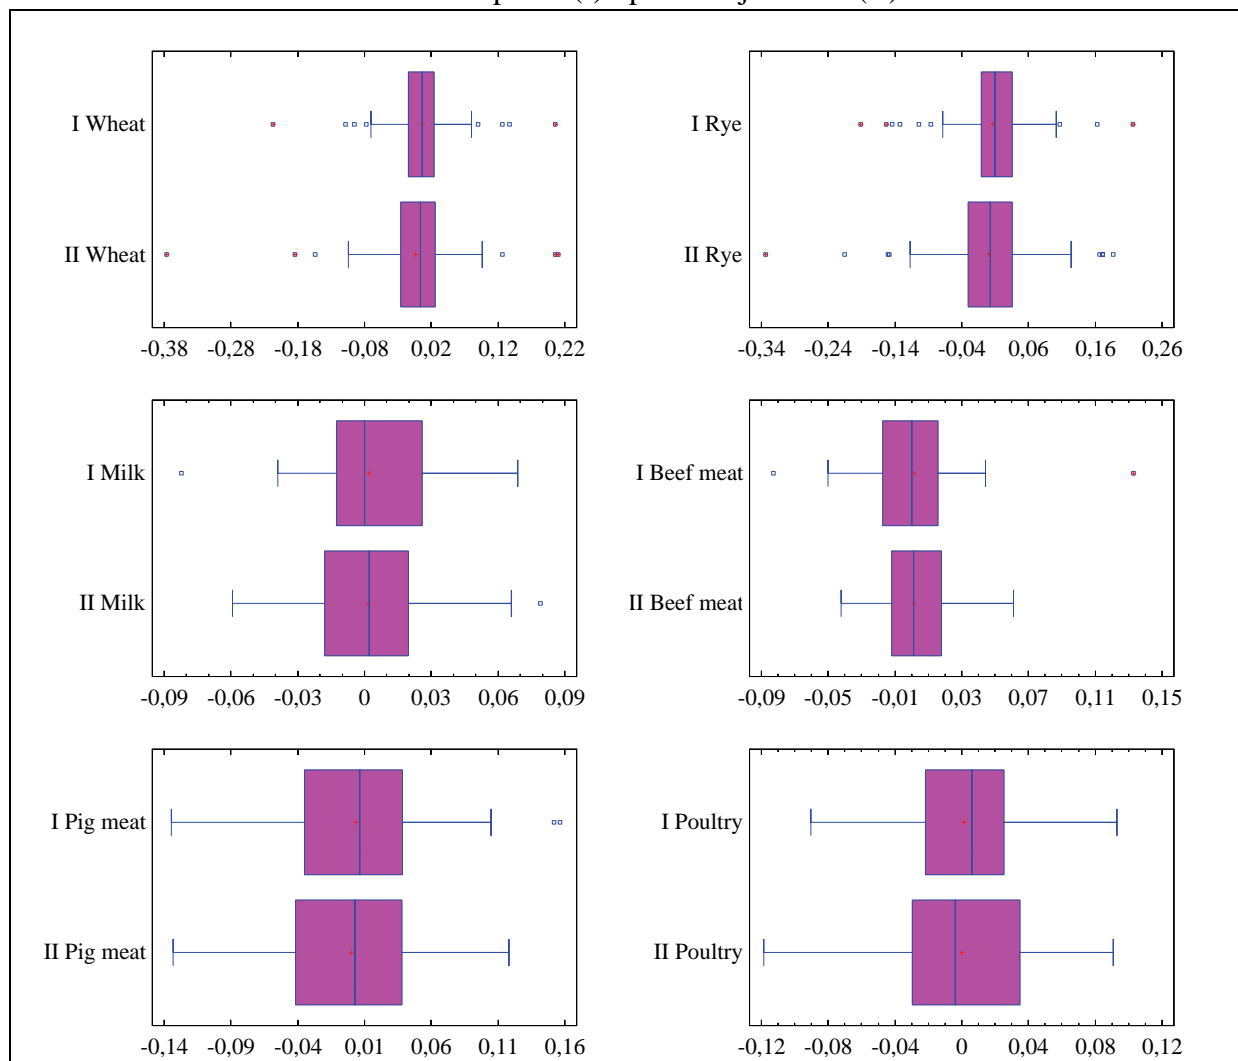 I Wheat
II Wheat
-0,38 -0,28 -0,18 -0,08 0,02 0,12 0,22
I Rye
II Rye
-0,34 -0,24 -0,14 -0,04 0,06 0,16 0,26
I Milk
II Milk
-0,09 -0,06 -0,03 0 0,03 0,06 0,09
I Beef meat
II Beef meat
-0,09 -0,05 -0,01 0,03 0,07 0,11 0,15
I Pig meat
II Pig meat
-0,14 -0,09 -0,04 0,01 0,06 0,11 0,16
I Poultry
II Poultry
-0,12 -0,08 -0,04 0 0,04 0,08 0,12